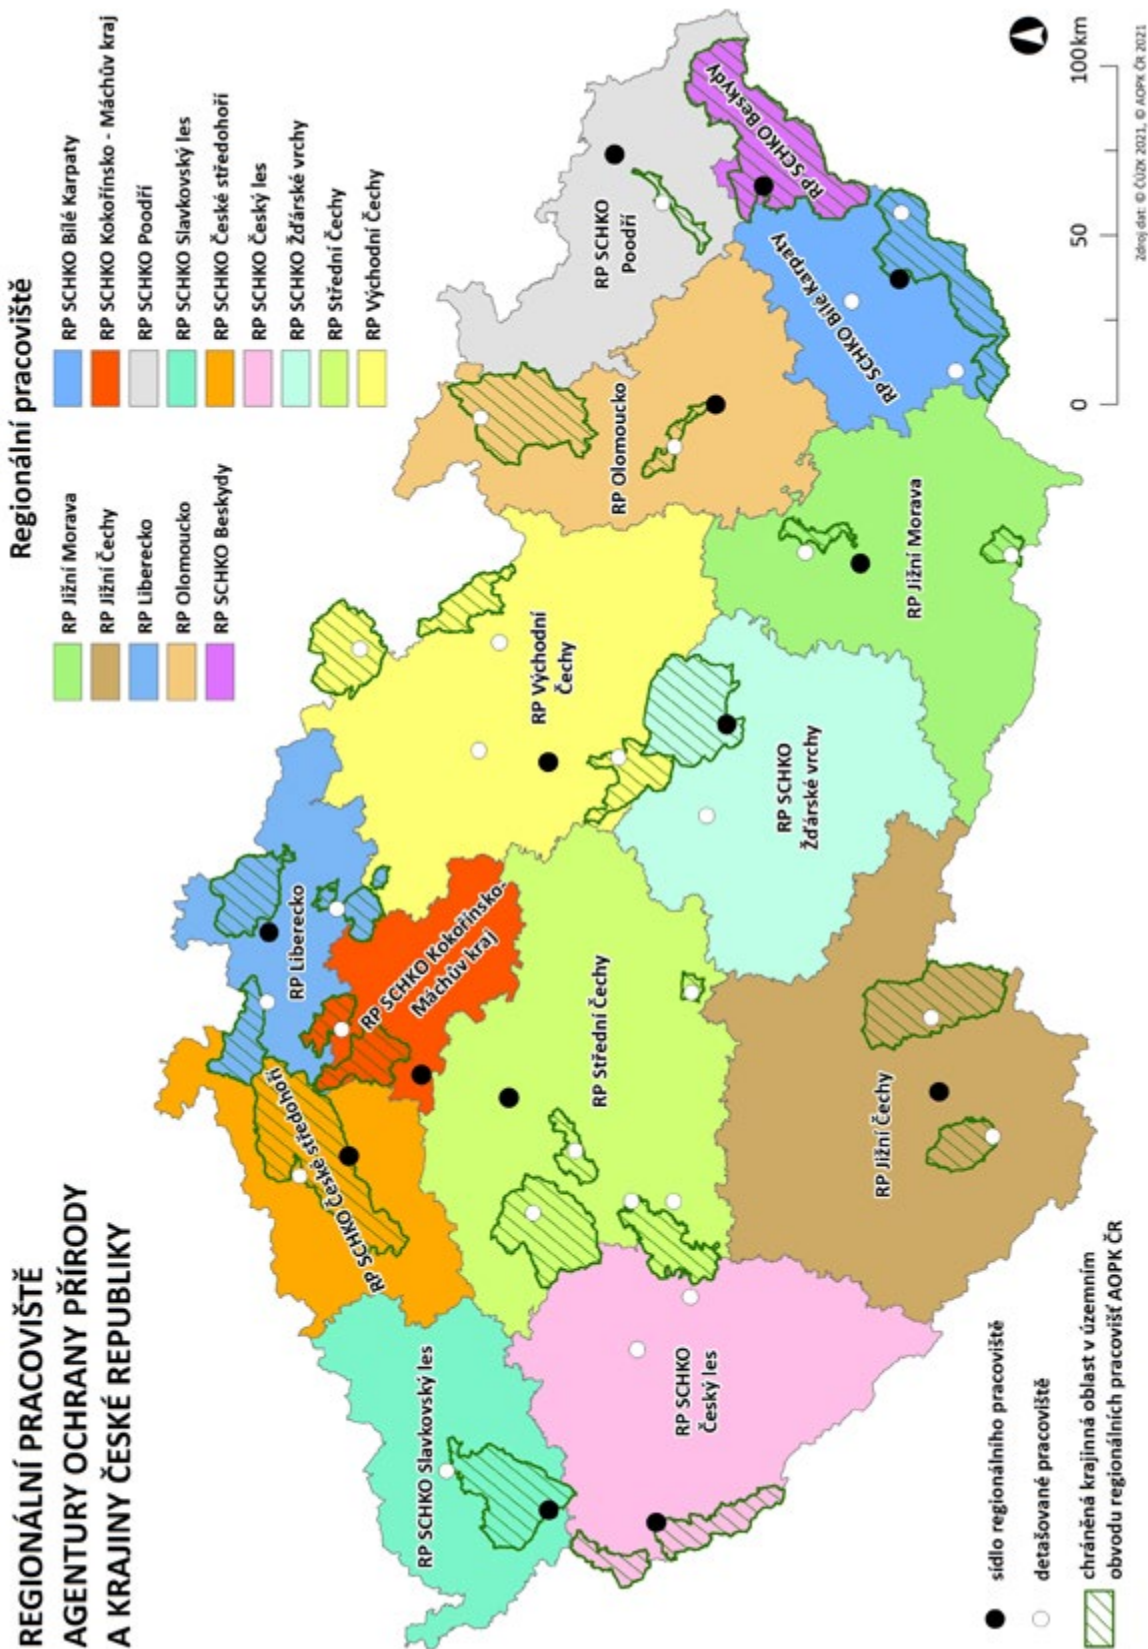 REGIONÁLNÍ PRACOVIŠTĚ
AGENTURY OCHRANY PŘÍRODY
A KRAJINY ČESKÉ REPUBLIKY
Regionální pracoviště
RP Jižní Morava
RP Jižní Čechy
RP Liberecko
RP Olomoucko
RP SCHKO Beskydy
RP SCHKO Bílé Karpaty
RP SCHKO Kokořínsko - Máchův kraj
RP SCHKO Poodří
RP SCHKO Slavkovský les
RP SCHKO České středohoří
RP SCHKO Český les
RP SCHKO Žďárské vrchy
RP Střední Čechy
RP Východní Čechy
RP SCHKO České středohoří
RP Liberecko
RP SCHKO Kokořínsko-
Máchův kraj
RP SCHKO Slavkovský les
RP Východní
Čechy
RP Střední Čechy
RP Olomoucko
RP SCHKO
Poodří
RP SCHKO Beskydy
RP SCHKO
Český les
RP SCHKO
Žďárské vrchy
RP SCHKO Bílé Karpaty
RP Jižní Čechy
RP Jižní Morava
sídlo regionálního pracoviště
detašované pracoviště
chráněná krajinná oblast v územním
obvodu regionálních pracovišť AOPK ČR
0 50 100km
Zdroj dat: © ČÚZK 2021, © AOPK ČR 2021